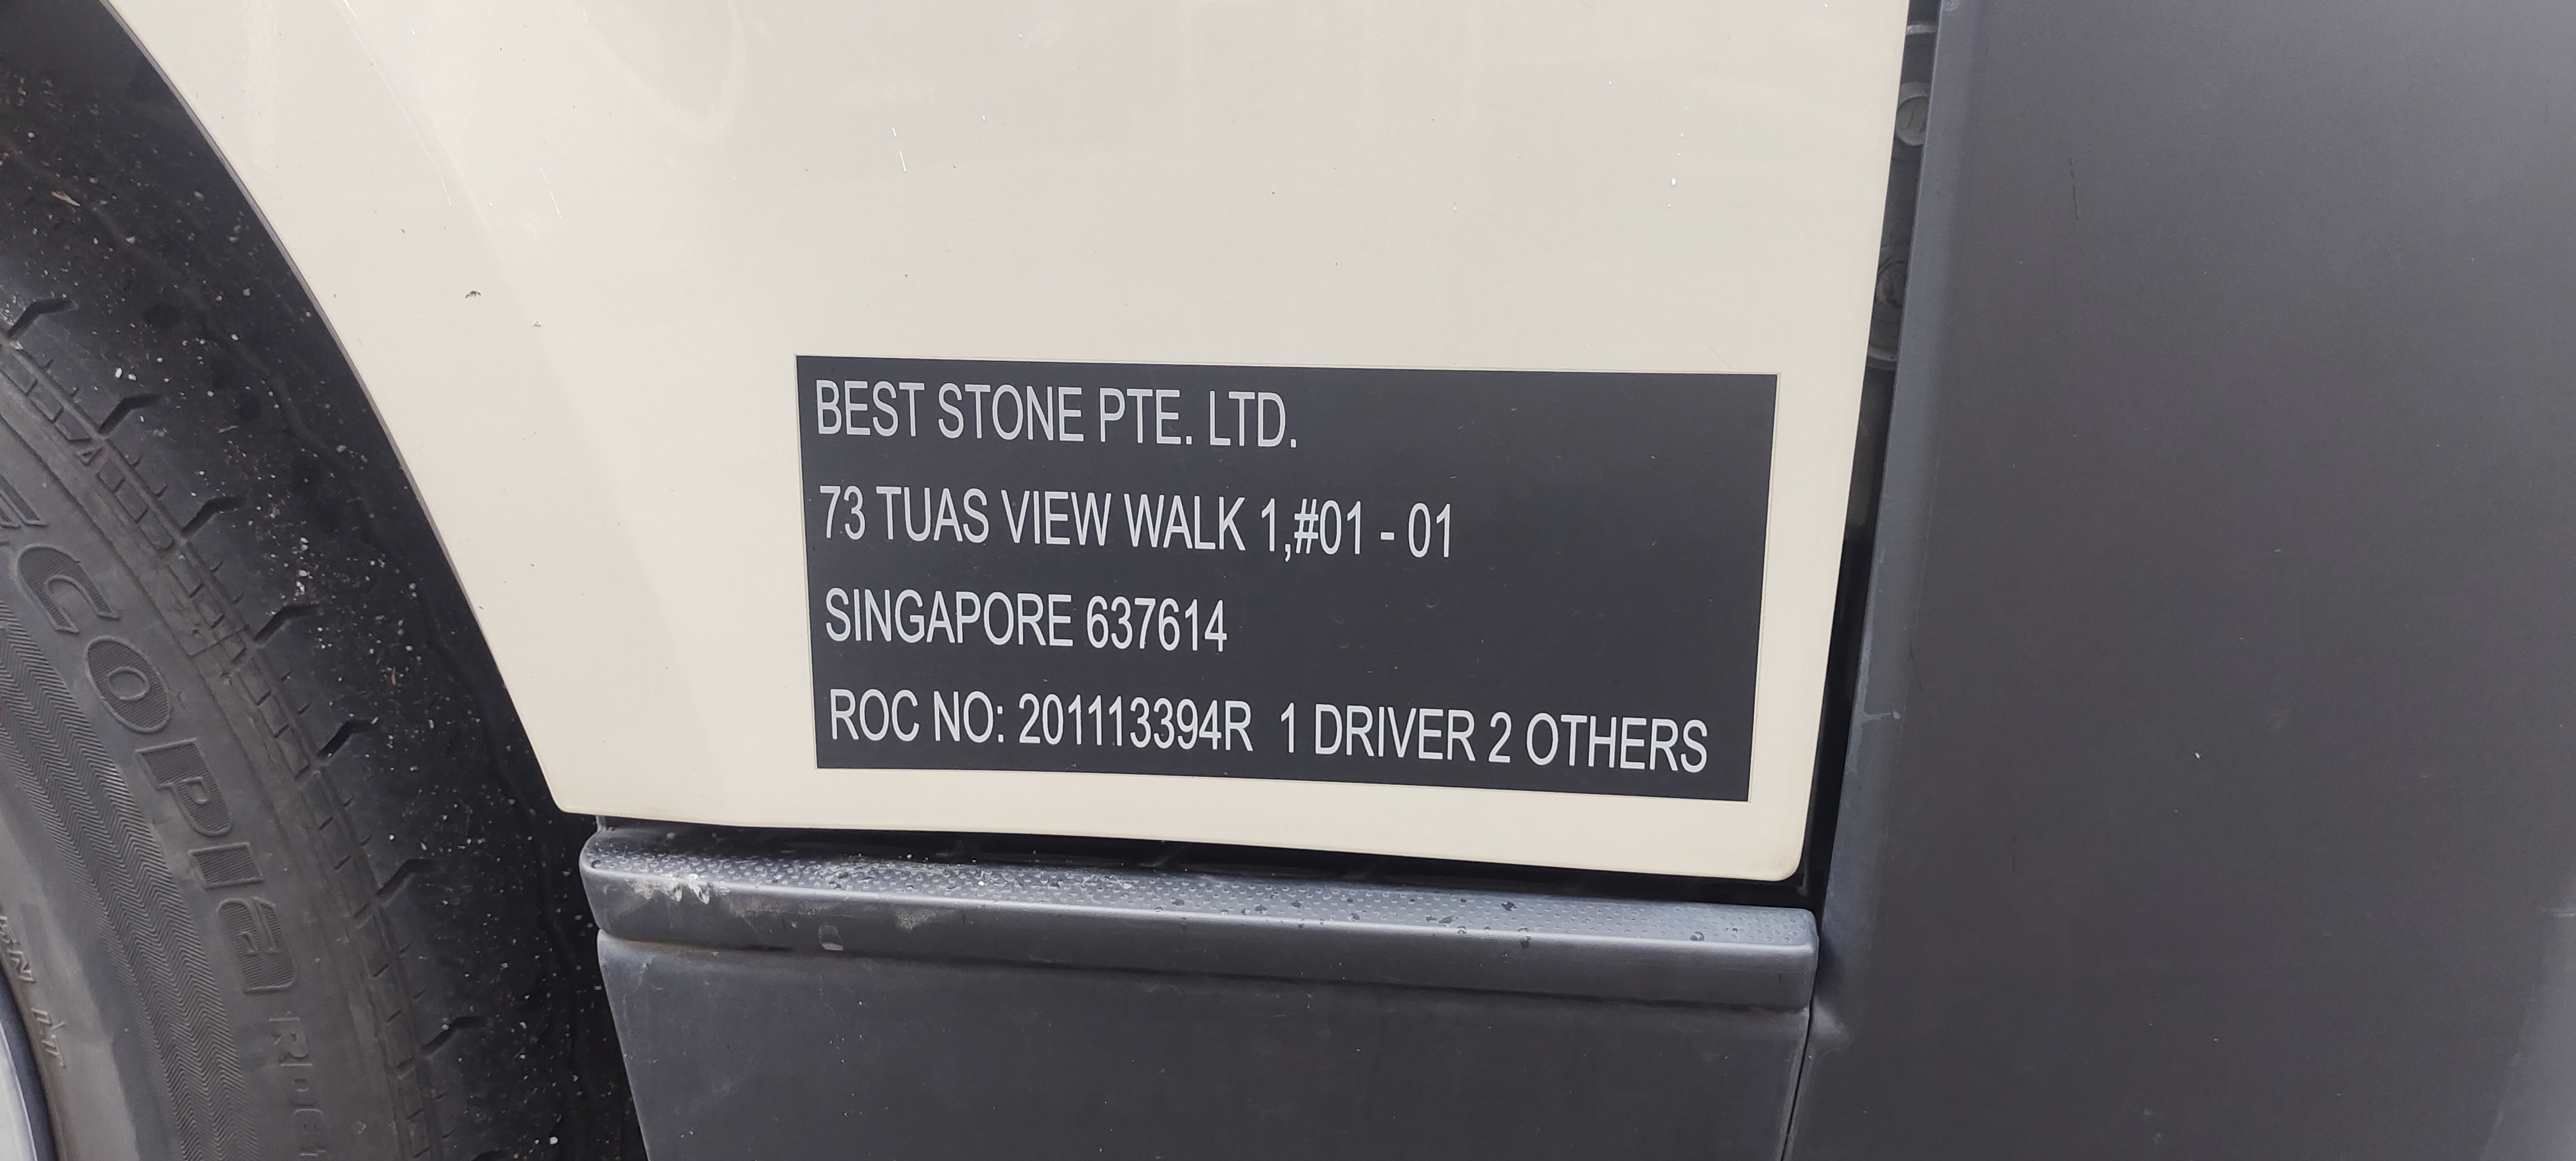 BEST STONE PTE. LTD.
73 TUAS VIEW WALK 1,#01 - 01
SINGAPORE 637614
ROC NO: 201113394R 1 DRIVER 2 OTHERS
ECOPIA